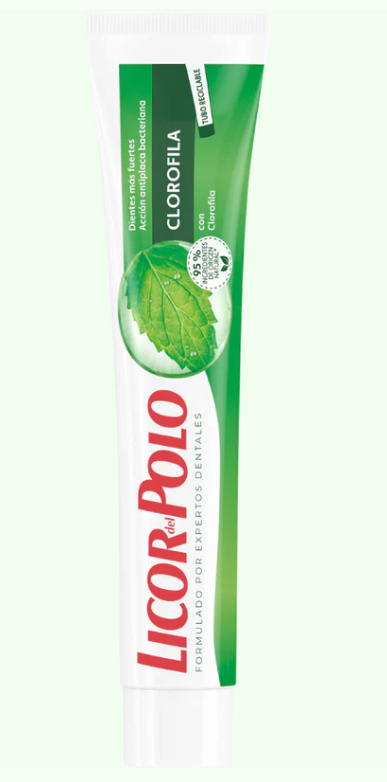 LICOR del POLO
FORMULADO POR EXPERTOS DENTALES
95%
INGREDIENTES
DE ORIGEN
NATURAL
Dientes más fuertes
Acción antiplaca bacteriana
CLOROFILA
con
Clorofila
TUBO RECICLABLE